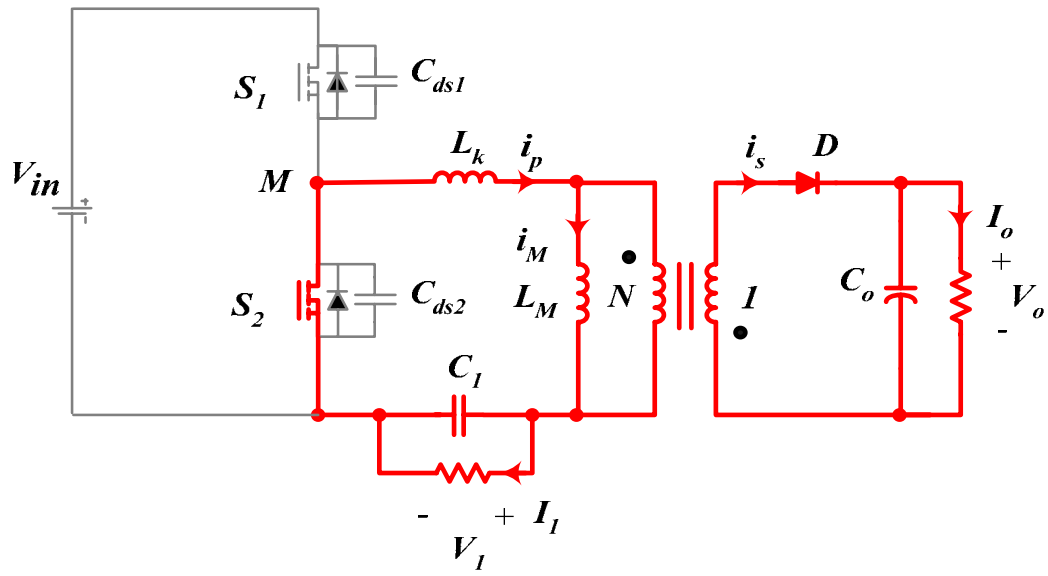 S1
Cds1
Lk
ip
is
D
Vin
+
-
M
iM
Io
+
S2
Cds2
LM
N
1
Co
Vo
-
C1
-
+
I1
V1